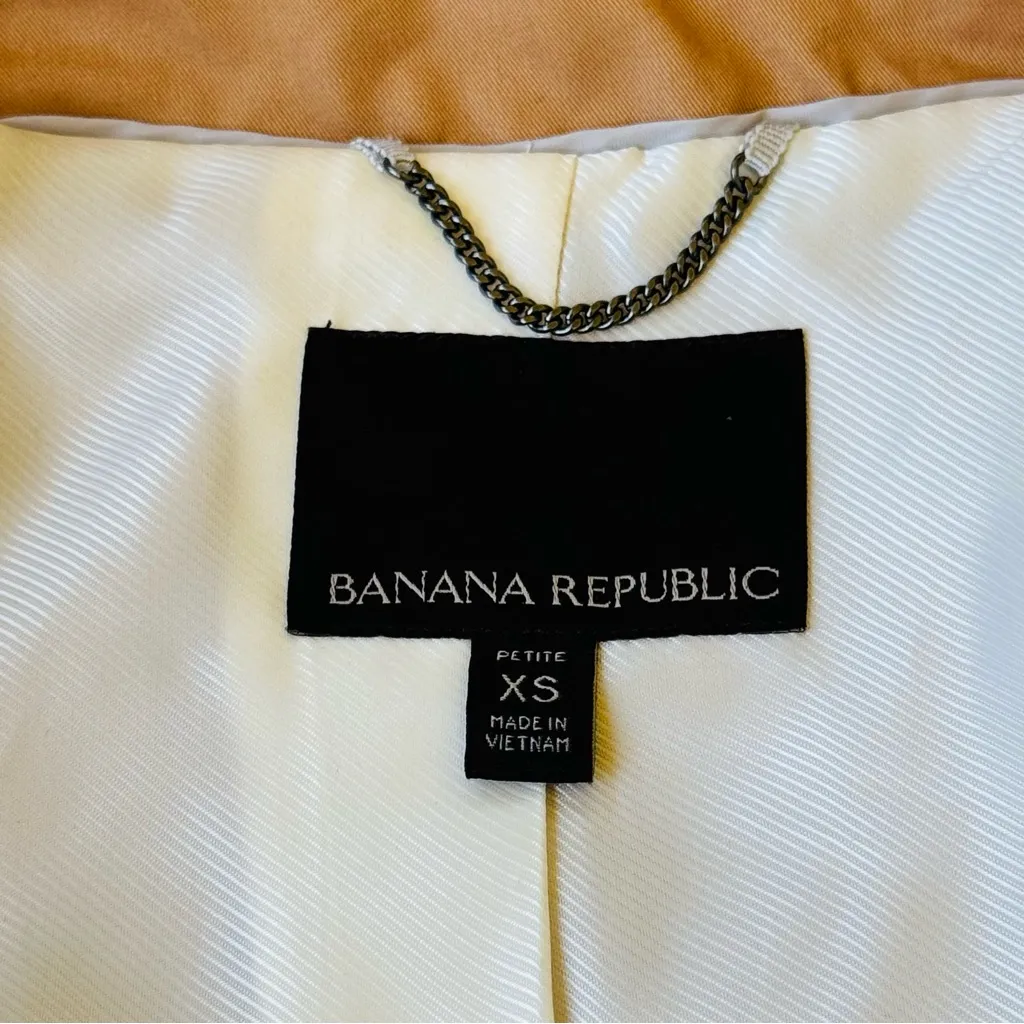 BANANA REPUBLIC
PETITE
XS
MADE IN
VIETNAM